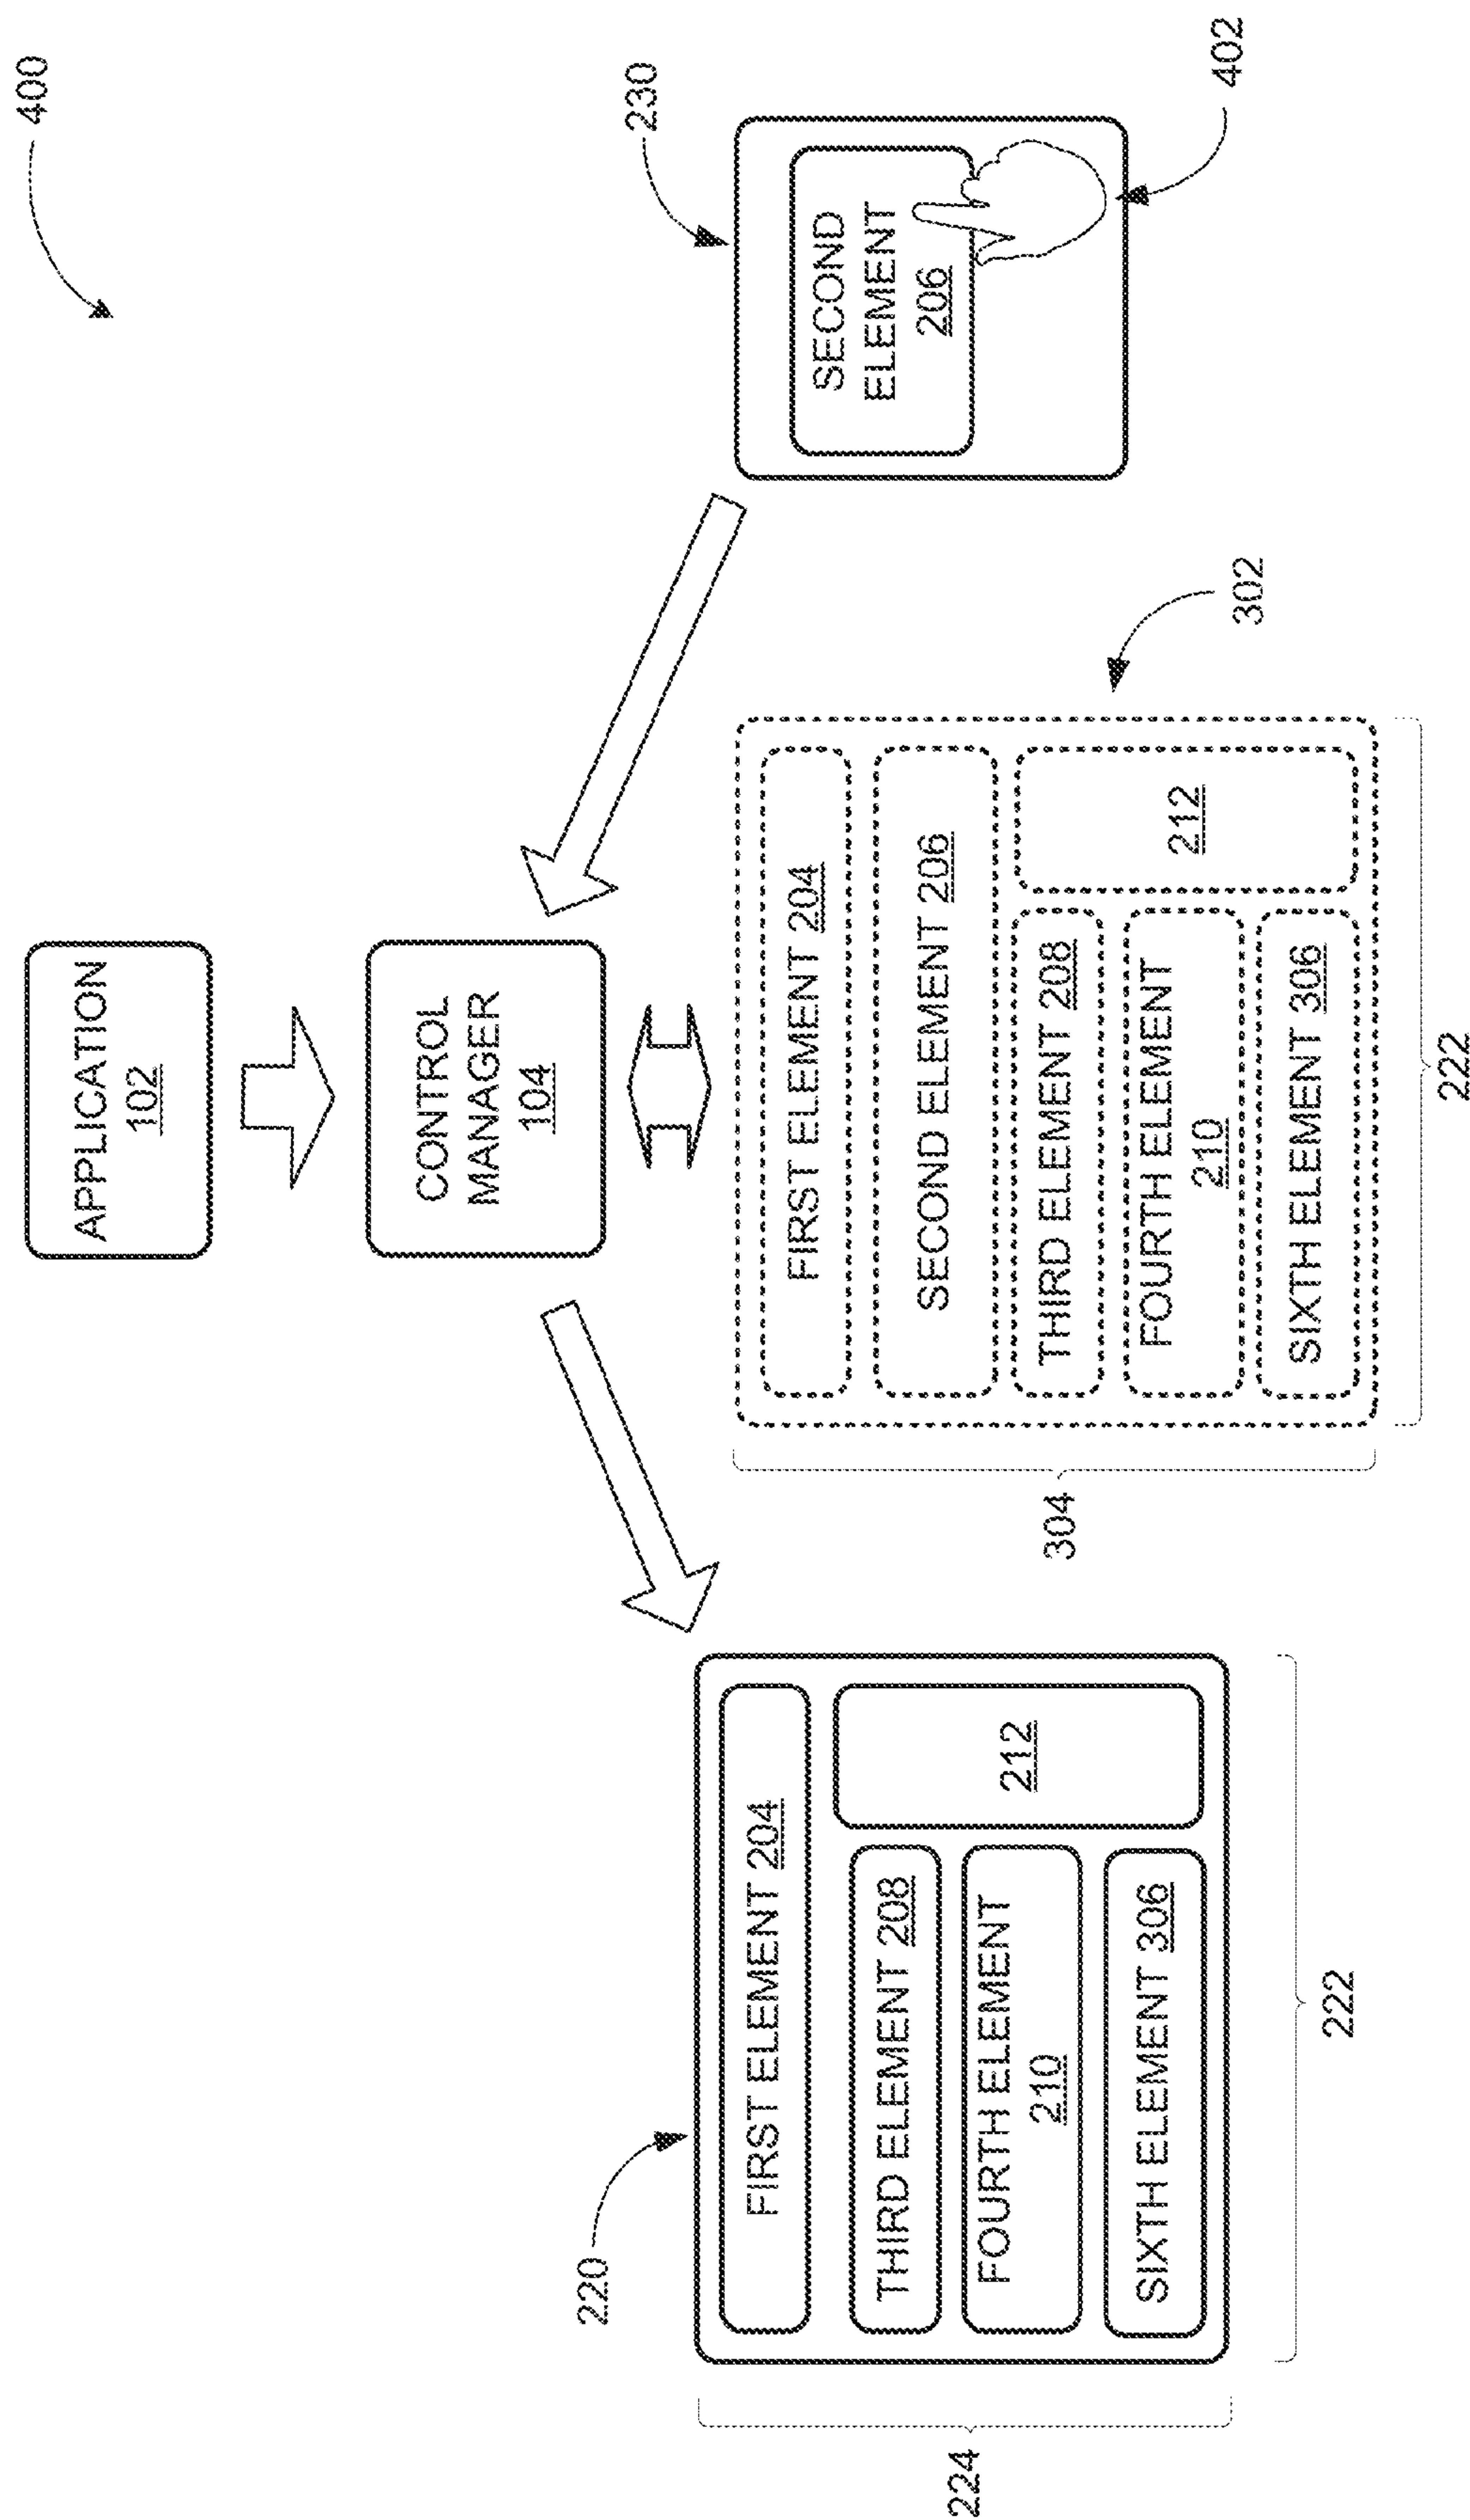 400
APPLICATION
102
CONTROL
MANAGER
104
220
FIRST ELEMENT 204
THIRD ELEMENT 208
FOURTH ELEMENT
210
SIXTH ELEMENT 306
212
224
222
FIRST ELEMENT 204
SECOND ELEMENT 206
THIRD ELEMENT 208
FOURTH ELEMENT
210
SIXTH ELEMENT 306
212
304
222
302
230
SECOND
ELEMENT
206
402